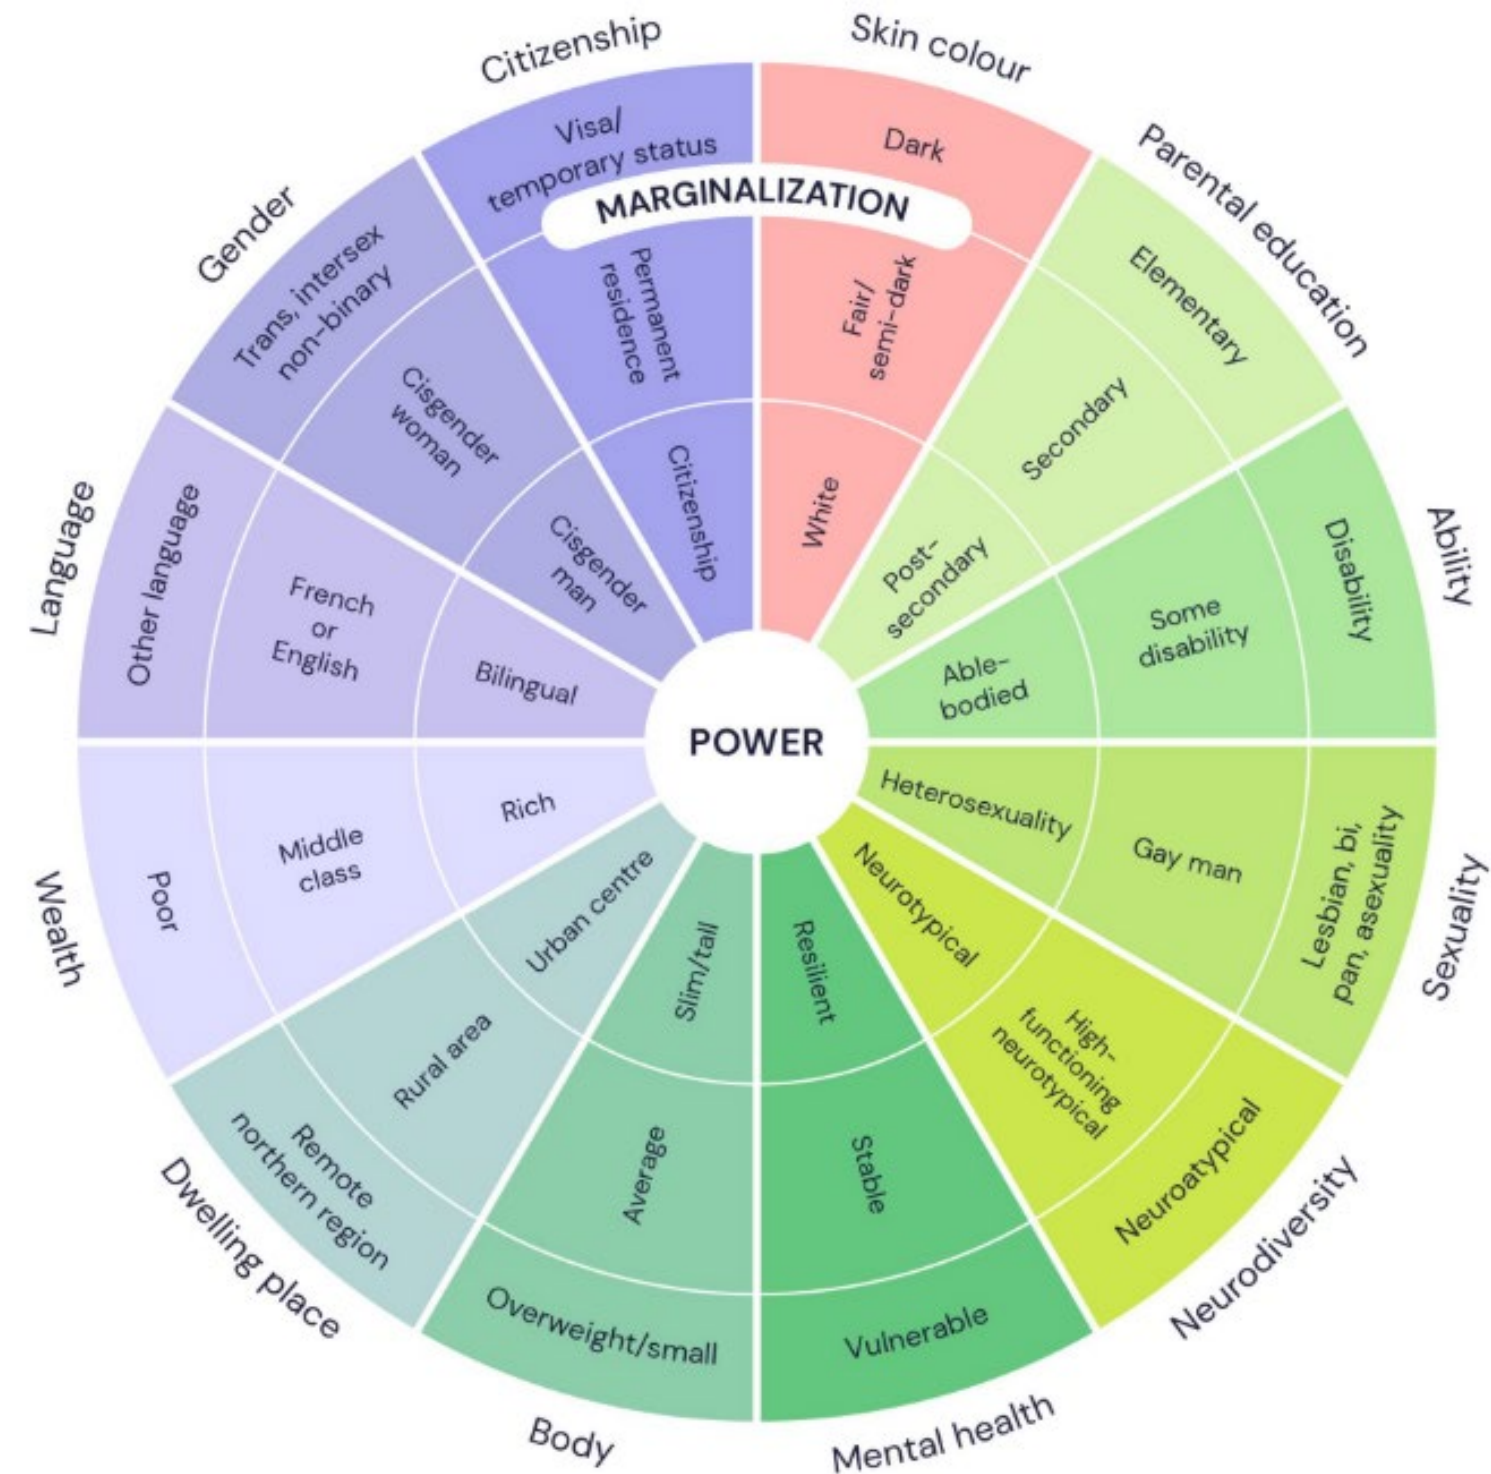 Citizenship
Visa/
temporary status
Permanent
residence
Citizenship
Skin colour
Dark
Fair/
semi-dark
White
Parental education
Elementary
Secondary
Post-
secondary
Ability
Disability
Some
disability
Able-
bodied
Sexuality
Lesbian, bi,
pan, asexuality
Gay man
Heterosexuality
Neurodiversity
Neuroatypical
High-
functioning
neurotypical
Neurotypical
Mental health
Vulnerable
Stable
Resilient
Body
Overweight/small
Average
Slim/tall
Dwelling place
Remote
northern region
Rural area
Urban centre
Wealth
Poor
Middle
class
Rich
Language
Other language
French
or
English
Bilingual
Gender
Trans, intersex
non-binary
Cisgender
woman
Cisgender
man
MARGINALIZATION
POWER